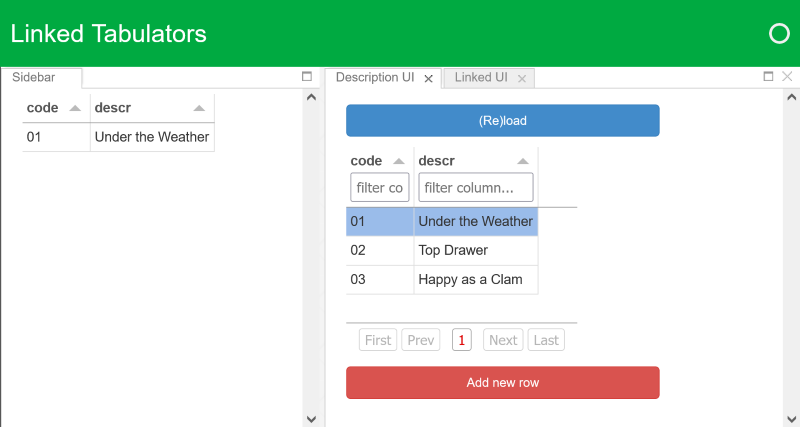 Linked Tabulators
Sidebar
code descr
01 Under the Weather
Description UI Linked UI
(Re)load
code descr
filter co filter column...
01 Under the Weather
02 Top Drawer
03 Happy as a Clam
First Prev 1 Next Last
Add new row